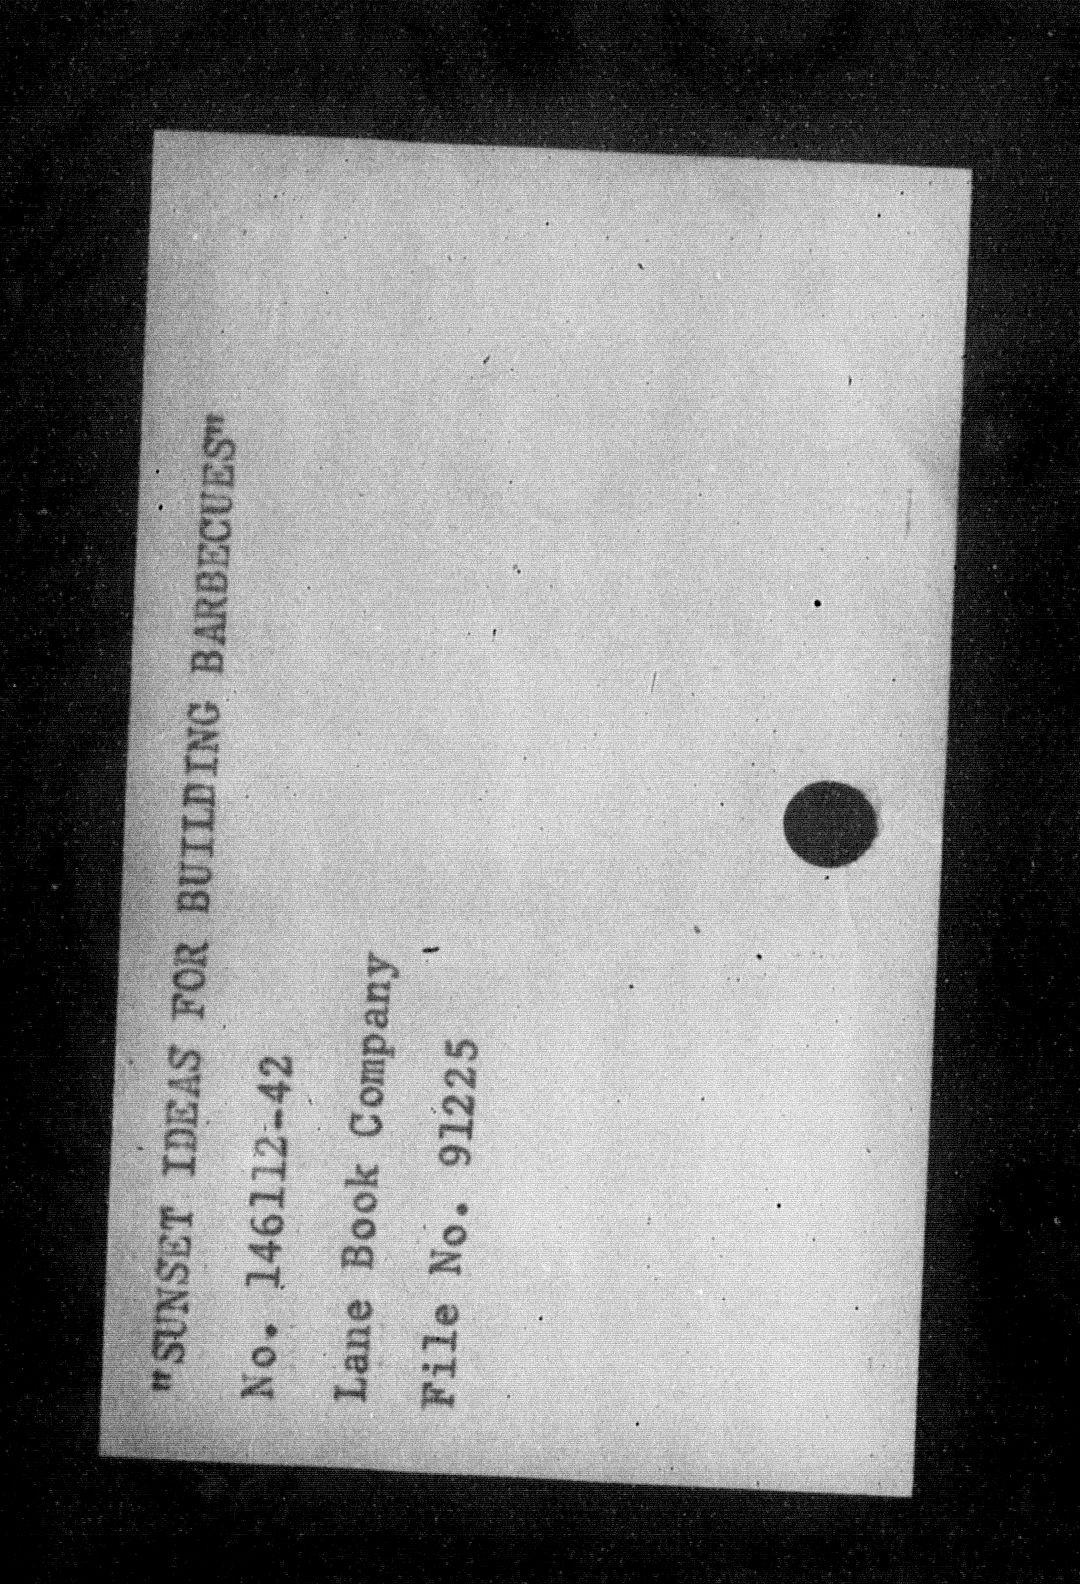 "SUNSET IDEAS FOR BUILDING BARBECUES"
No. 146112-42
Lane Book Company
File No. 91225